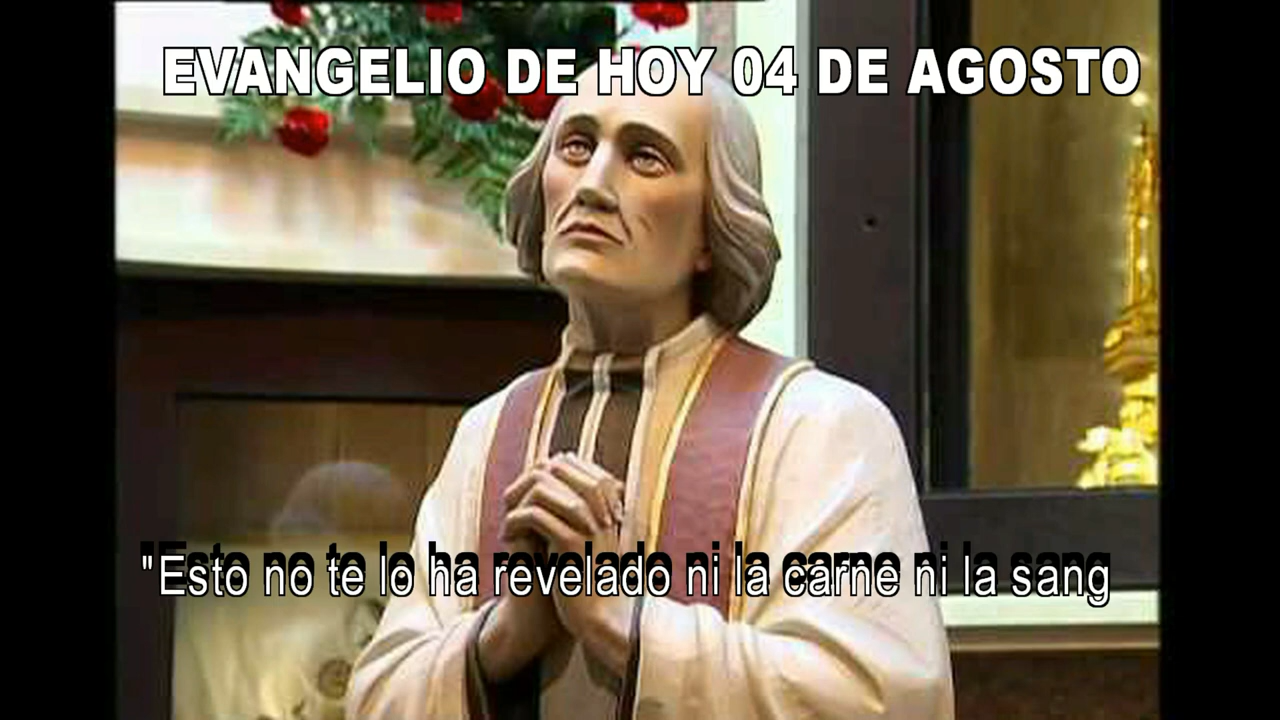 EVANGELIO DE HOY 04 DE AGOSTO
"Esto no te lo ha revelado ni la carne ni la sang